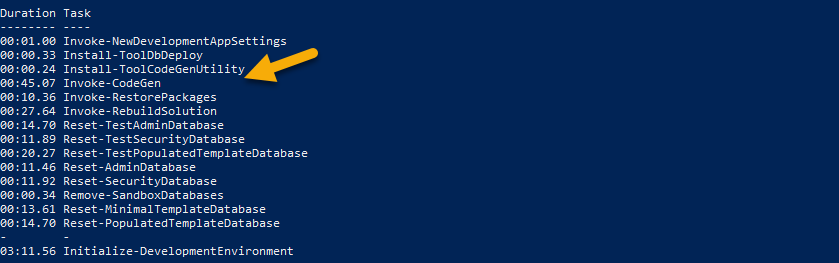 Duration Task
-------- ----
00:01.00 Invoke-NewDevelopmentAppSettings
00:00.33 Install-ToolDbDeploy
00:00.24 Install-ToolCodeGenUtility
00:45.07 Invoke-CodeGen
00:10.36 Invoke-RestorePackages
00:27.64 Invoke-RebuildSolution
00:14.70 Reset-TestAdminDatabase
00:11.89 Reset-TestSecurityDatabase
00:20.27 Reset-TestPopulatedTemplateDatabase
00:11.46 Reset-AdminDatabase
00:11.92 Reset-SecurityDatabase
00:00.34 Remove-SandboxDatabases
00:13.61 Reset-MinimalTemplateDatabase
00:14.70 Reset-PopulatedTemplateDatabase
- -
03:11.56 Initialize-DevelopmentEnvironment